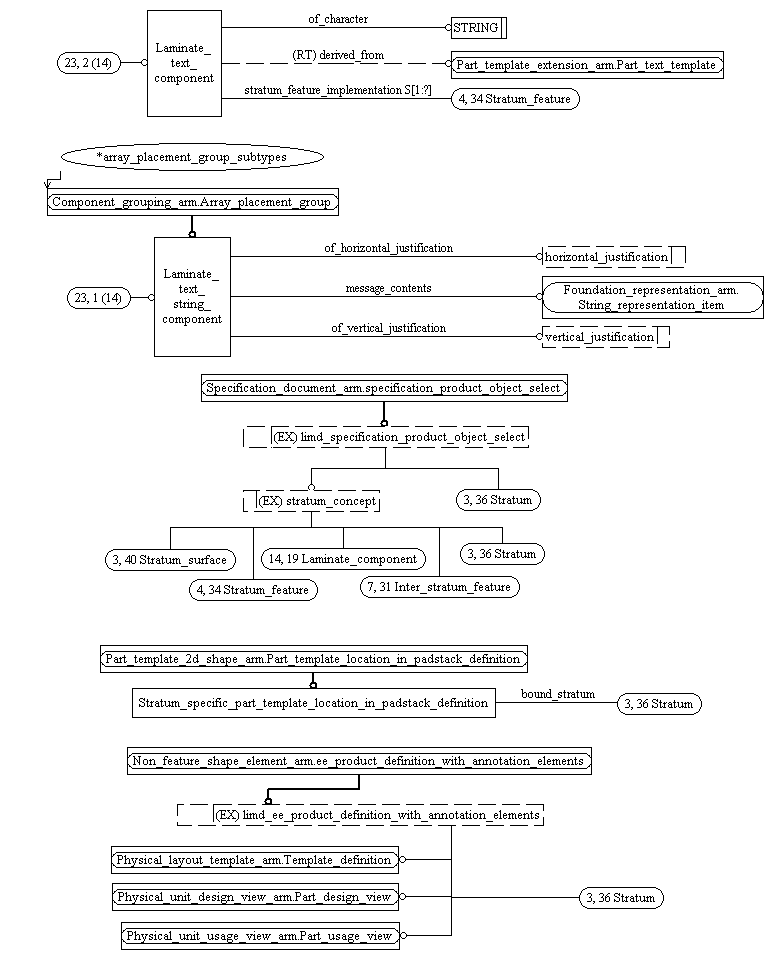 of_character
STRING
Laminate_
text_
component
23, 2 (14)
(RT) derived_from
Part_template_extension_arm.Part_text_template
stratum_feature_implementation S[1:?]
4, 34 Stratum_feature
*array_placement_group_subtypes
Component_grouping_arm.Array_placement_group
Laminate_
text_
string_
component
23, 1 (14)
of_horizontal_justification
horizontal_justification
message_contents
Foundation_representation_arm.
String_representation_item
of_vertical_justification
vertical_justification
Specification_document_arm.specification_product_object_select
(EX) limd_specification_product_object_select
(EX) stratum_concept
3, 36 Stratum
3, 40 Stratum_surface
14, 19 Laminate_component
3, 36 Stratum
4, 34 Stratum_feature
7, 31 Inter_stratum_feature
Part_template_2d_shape_arm.Part_template_location_in_padstack_definition
Stratum_specific_part_template_location_in_padstack_definition
bound_stratum
3, 36 Stratum
Non_feature_shape_element_arm.ee_product_definition_with_annotation_elements
(EX) limd_ee_product_definition_with_annotation_elements
Physical_layout_template_arm.Template_definition
Physical_unit_design_view_arm.Part_design_view
3, 36 Stratum
Physical_unit_usage_view_arm.Part_usage_view